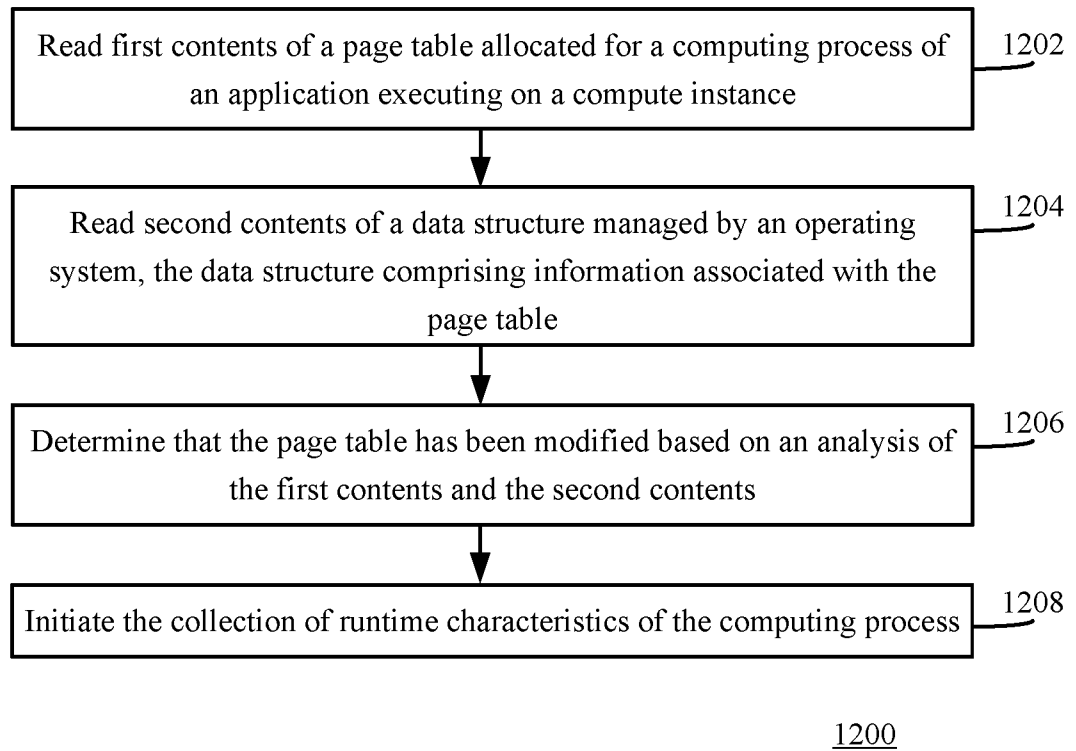 Read first contents of a page table allocated for a computing process of
an application executing on a compute instance
1202
Read second contents of a data structure managed by an operating
system, the data structure comprising information associated with the
page table
1204
Determine that the page table has been modified based on an analysis of
the first contents and the second contents
1206
Initiate the collection of runtime characteristics of the computing process
1208
1200